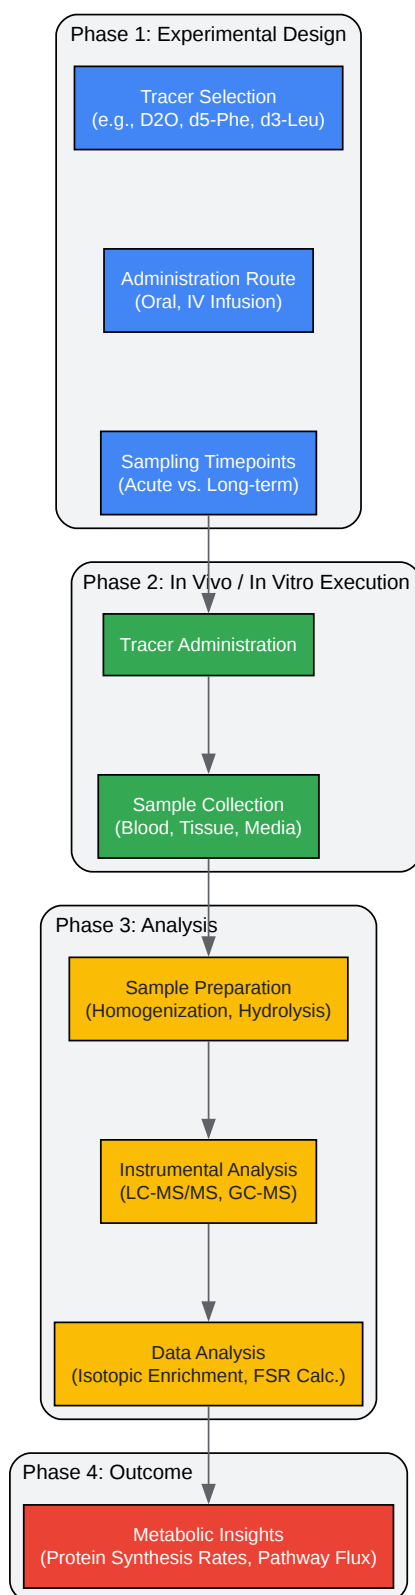 Phase 1: Experimental Design
Tracer Selection
(e.g., D2O, d5-Phe, d3-Leu)
Administration Route
(Oral, IV Infusion)
Sampling Timepoints
(Acute vs. Long-term)
Phase 2: In Vivo / In Vitro Execution
Tracer Administration
Sample Collection
(Blood, Tissue, Media)
Phase 3: Analysis
Sample Preparation
(Homogenization, Hydrolysis)
Instrumental Analysis
(LC-MS/MS, GC-MS)
Data Analysis
(Isotopic Enrichment, FSR Calc.)
Phase 4: Outcome
Metabolic Insights
(Protein Synthesis Rates, Pathway Flux)